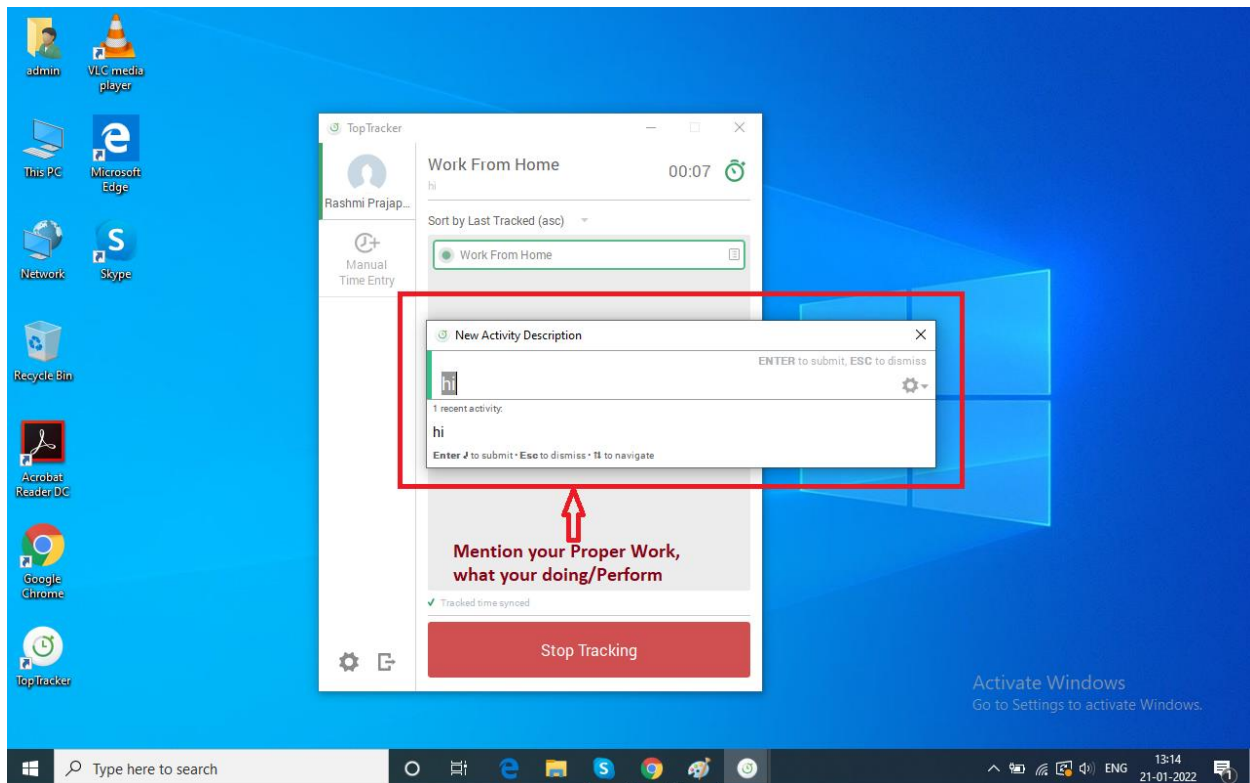 admin
VLC media
player
This PC
Microsoft
Edge
Network
Skype
Recycle Bin
Acrobat
Reader DC
Google
Chrome
TopTracker
TopTracker
Rashmi Prajap...
Manual
Time Entry
Work From Home
00:07
hi
Sort by Last Tracked (asc)
Work From Home
New Activity Description
ENTER to submit, ESC to dismiss
hi
1 recent activity:
hi
Enter ↲ to submit • Esc to dismiss • ⇅ to navigate
Mention your Proper Work,
what your doing/Perform
Tracked time synced
Stop Tracking
Activate Windows
Go to Settings to activate Windows.
Type here to search
ENG
13:14
21-01-2022
1